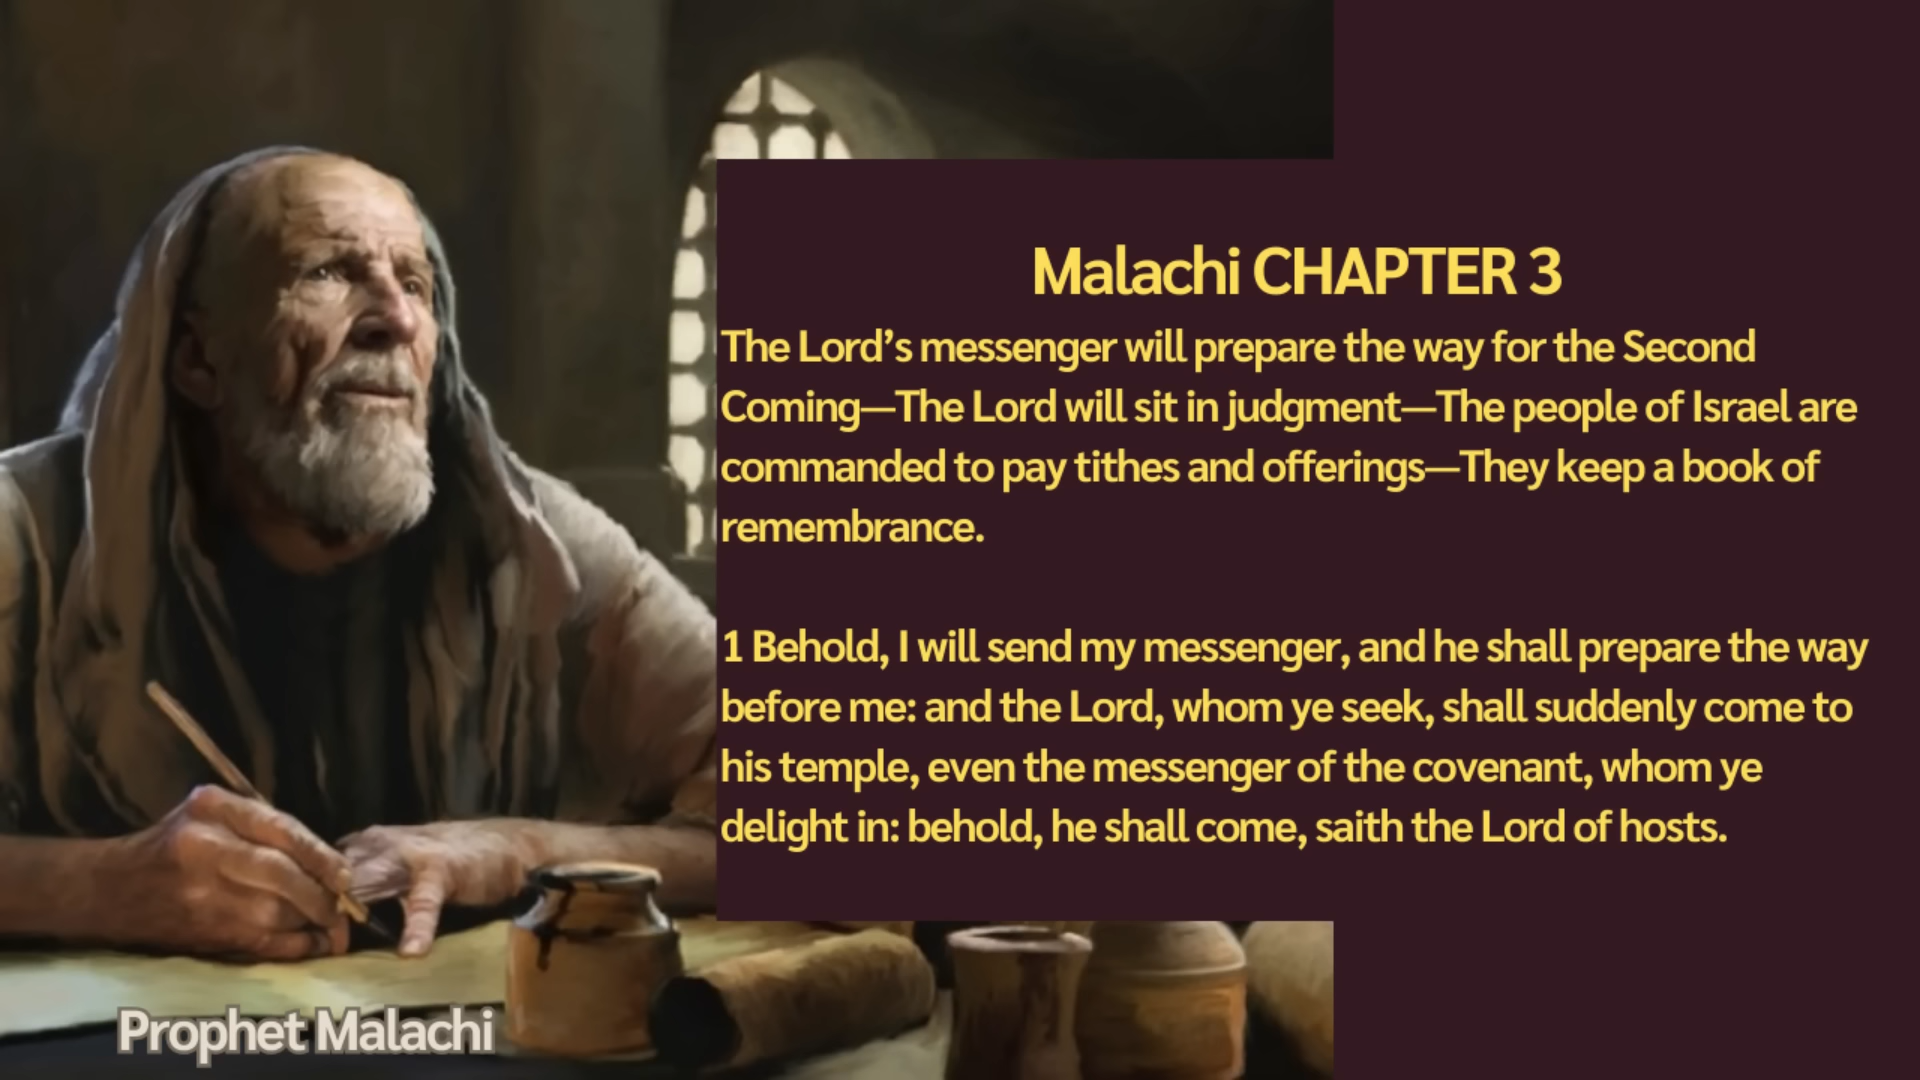 Malachi CHAPTER 3
The Lord’s messenger will prepare the way for the Second
Coming—The Lord will sit in judgment—The people of Israel are
commanded to pay tithes and offerings—They keep a book of
remembrance.
1 Behold, I will send my messenger, and he shall prepare the way
before me: and the Lord, whom ye seek, shall suddenly come to
his temple, even the messenger of the covenant, whom ye
delight in: behold, he shall come, saith the Lord of hosts.
Prophet Malachi